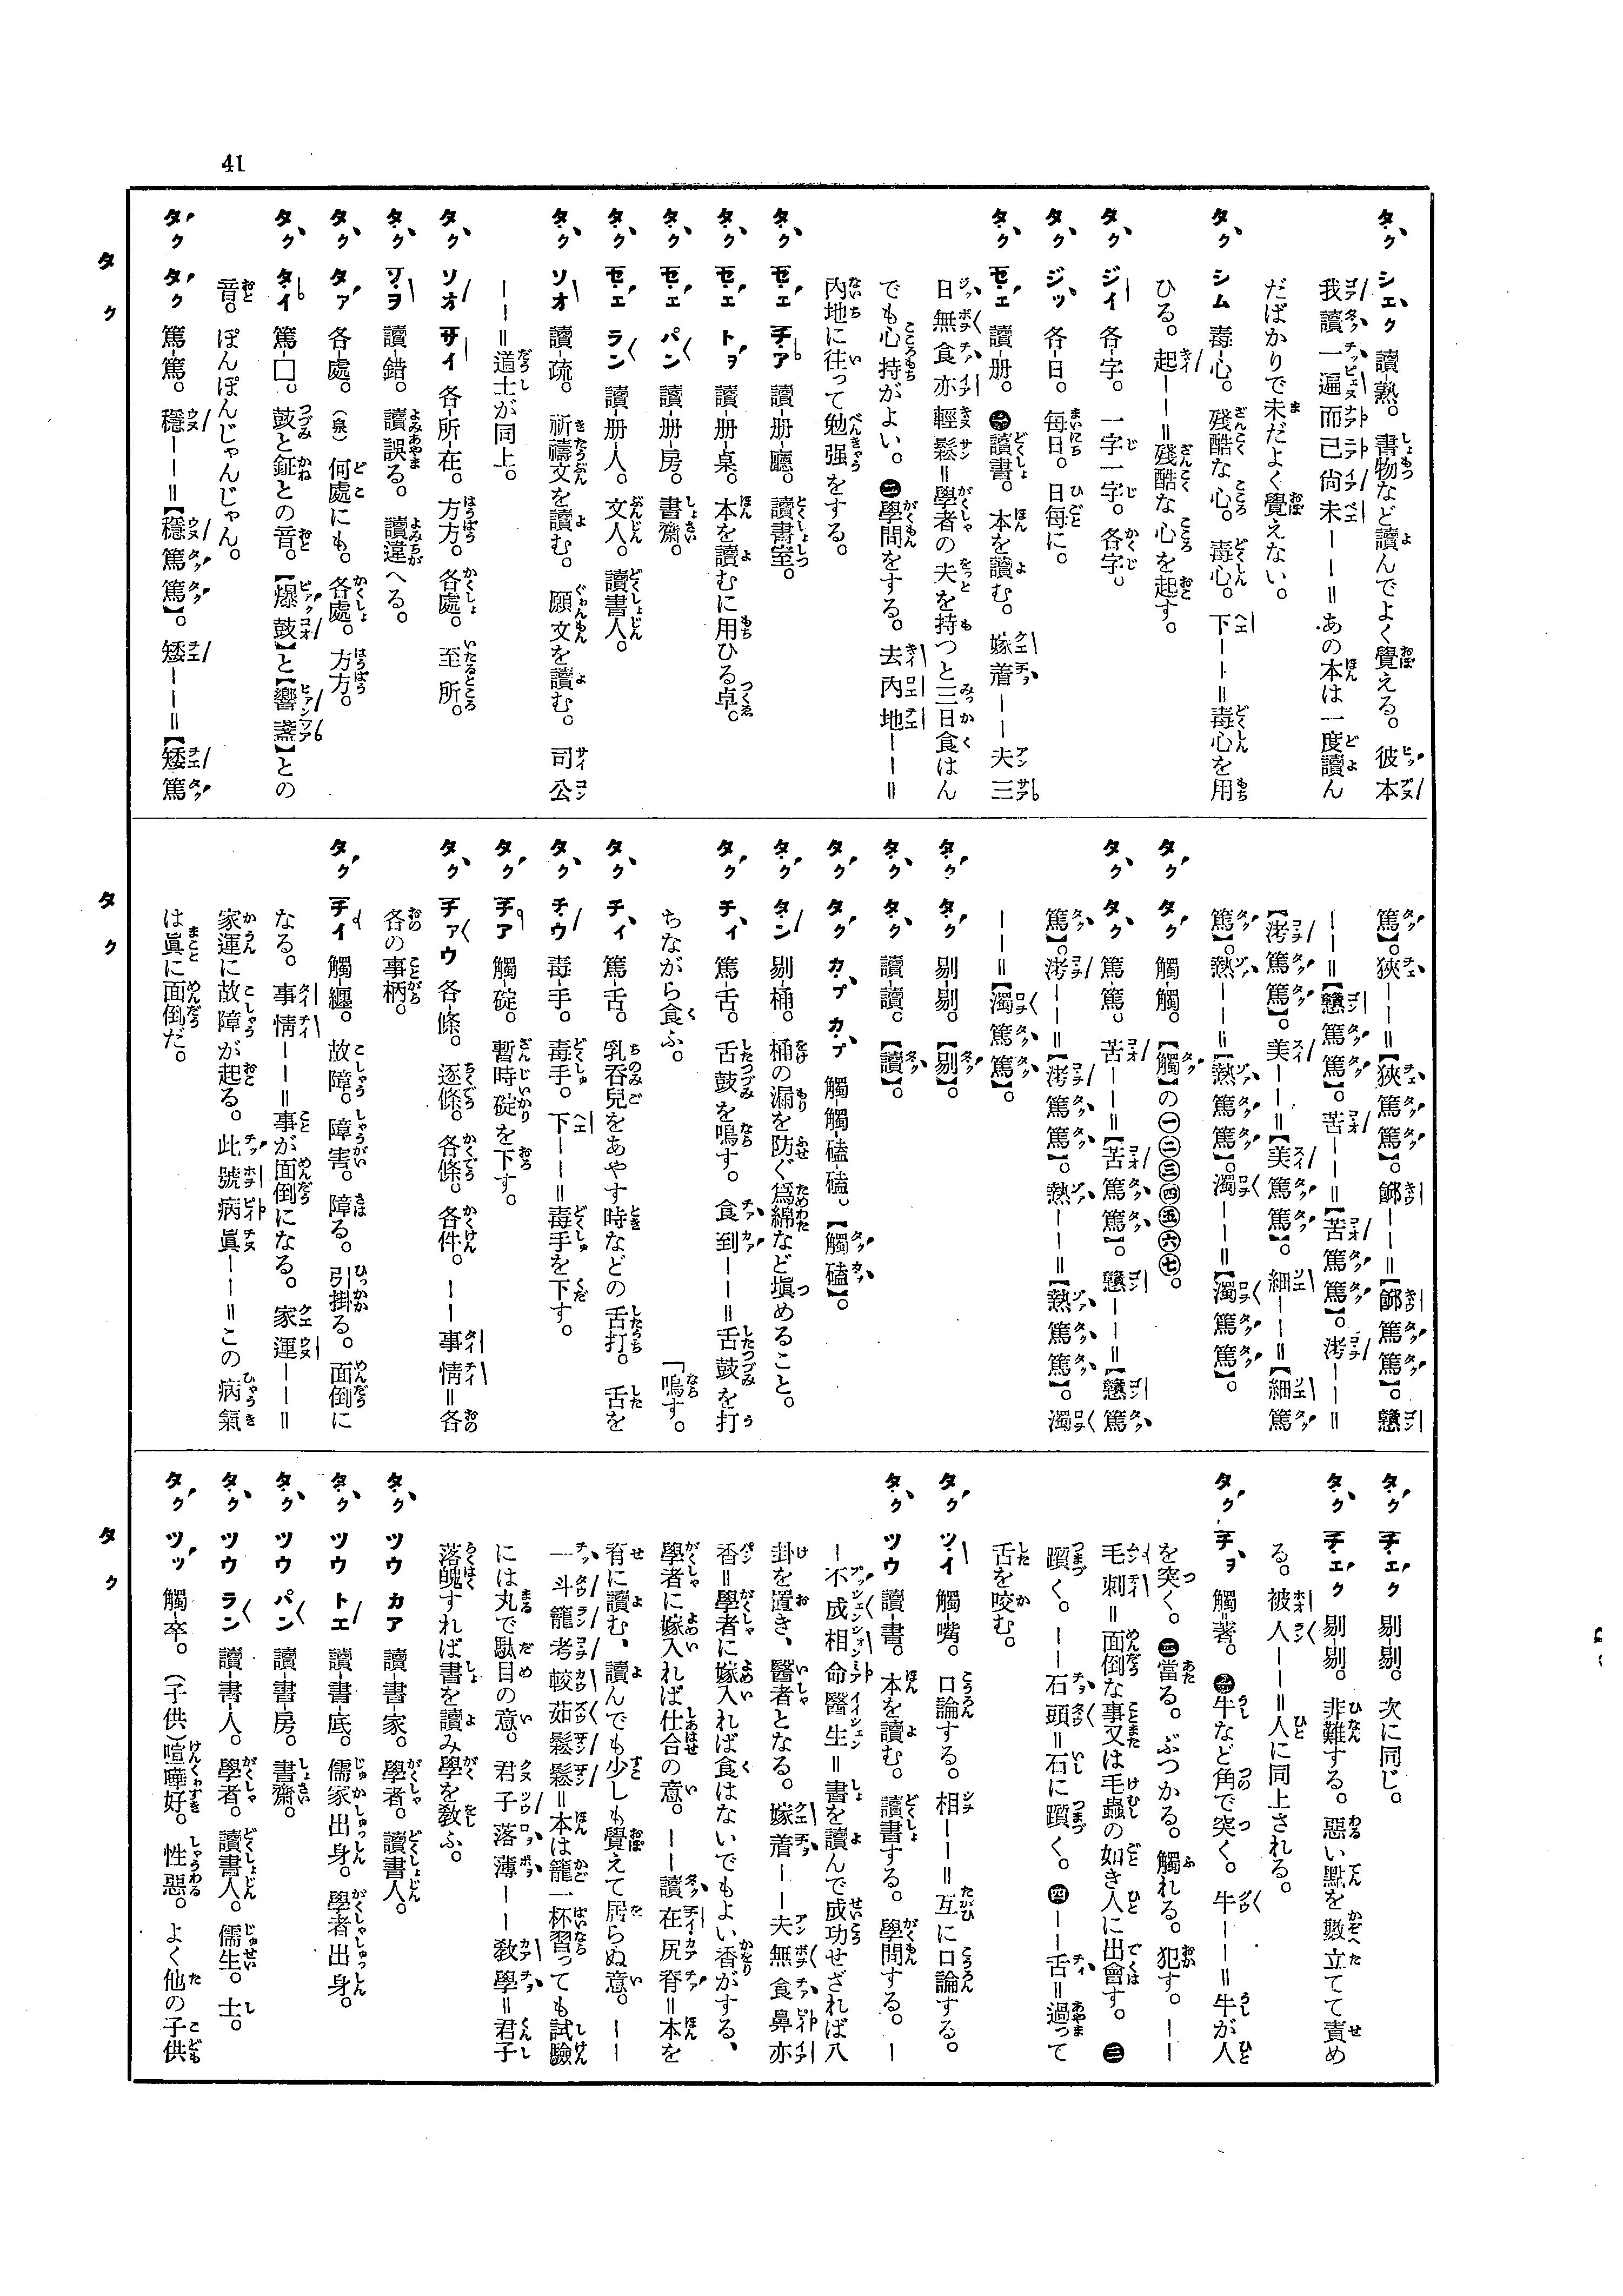 41
タク
タク シエク 讀-熟。書物など讀んでよく覺える。彼本
我讀一遍而已尙未ーー＝あの本は一度讀ん
だばかりで未だよく覺えない。
タク シム 毒-心。殘酷な心。毒心。下ーー＝毒心を用
ひる。起ーー＝殘酷な心を起す。
タク ジイ 各-字。一字一字。各字。
タク ジッ 各-日。每日。日每に。
タク セエ 讀-册。㊀讀書。本を讀む。嫁着ーー夫三
日無食亦輕鬆＝學者の夫を持つと三日食はん
でも心持がよい。㊁學問をする。去內地ーー＝
內地に往って勉强をする。
タク セエ チア 讀-册-廳。讀書室。
タク セエ トヲ 讀-册-桌。本を讀むに用ひる卓。
タク セエ パン 讀-册-房。書齋。
タク セエ ラン 讀-册-人。文人。讀書人。
タク ソオ 讀-疏。祈禱文を讀む。願文を讀む。司公
ーー＝道士が同上。
タク ソオ サイ 各-所-在。方方。各處。至所。
タク ソヲ 讀-錯。讀誤る。讀違へる。
タク タァ 各-處。（泉）何處にも。各處。方方。
タク タイ 篤-□。鼓と鉦との音。【爆鼓】と【響盞】との
音。ぽんぽんじゃんじゃん。
タク タク 篤-篤。穩ーー＝【穩篤篤】。矮ーー＝【矮篤
タク
篤】。狹ーー＝【狹篤篤】。䬷ーー＝【䬷篤篤】。戇
ーー＝【戇篤篤】。苦ーー＝【苦篤篤】。洘ーー＝
【洘篤篤】。美ーー＝【美篤篤】。細ーー＝【細篤
篤】。熱ーー＝【熱篤篤】。濁ーー＝【濁篤篤】。
タク タク 觸-觸。【觸】の㊀㊁㊂㊃㊄㊅㊆。
タク タク 篤-篤。苦ーー＝【苦篤篤】。戇ーー＝【戇篤
篤】。洘ーー＝【洘篤篤】。熱ーー＝【熱篤篤】。濁
ーー＝【濁篤篤】。
タク タク 剔-剔。【剔】。
タク タク 讀-讀。【讀】。
タク タク カプ カプ 觸-觸-磕-磕。【觸磕】。
タク タン 剔-桶。桶の漏を防ぐ爲綿など塡めること。
タク チィ 篤-舌。舌鼓を鳴す。食到ーー＝舌鼓を打
ちながら食ふ。
タク チィ 篤-舌。乳呑兒をあやす時などの舌打。舌を
「鳴す。
タク チウ 毒-手。毒手。下ーー＝毒手を下す。
タク チア 觸-碇。暫時碇を下す。
タク チァウ 各-條。逐條。各條。各件。ーー事情＝各
各の事柄。
タク チイ 觸-纏。故障。障害。障る。引掛る。面倒に
なる。事情ーー＝事が面倒になる。家運ーー＝
家運に故障が起る。此號病眞ーー＝この病氣
は眞に面倒だ。
タク
タク チェク 剔-剔。次に同じ。
タク チェク 剔-剔。非難する。惡い點を數立てて責め
る。被人ーー＝人に同上される。
タク チヲ 觸-著。㊀牛など角で突く。牛ーー＝牛が人
を突く。㊁當る。ぶつかる。觸れる。犯す。ーー
毛刺＝面倒な事又は毛蟲の如き人に出會す。㊂
躓く。ーー石頭＝石に躓く。㊃ーー舌＝過って
舌を咬む。
タク ツイ 觸-嘴。口論する。相ーー＝互に口論する。
タク ツウ 讀-書。本を讀む。讀書する。學問する。ー
ー不成相命醫生＝書を讀んで成功せざれば八
卦を置き、醫者となる。嫁着ーー夫無食鼻亦
香＝學者に嫁入れば食はないでもよい香がする、
學者に嫁入れば仕合の意。ーー讀在尻脊＝本を
有に讀む、讀んでも少しも覺えて居らぬ意。ーー
一斗籠考較茹鬆鬆＝本は籠一杯習っても試驗
には丸で駄目の意。君子落薄ーー敎學＝君子
落魄すれば書を讀み學を敎ふ。
タク ツウ カア 讀-書-家。學者。讀書人。
タク ツウ トエ 讀-書-底。儒家出身。學者出身。
タク ツウ パン 讀-書-房。書齋。
タク ツウ ラン 讀-書-人。學者。讀書人。儒生。士。
タク ツッ 觸-卒。（子供）喧嘩好。性惡。よく他の子供